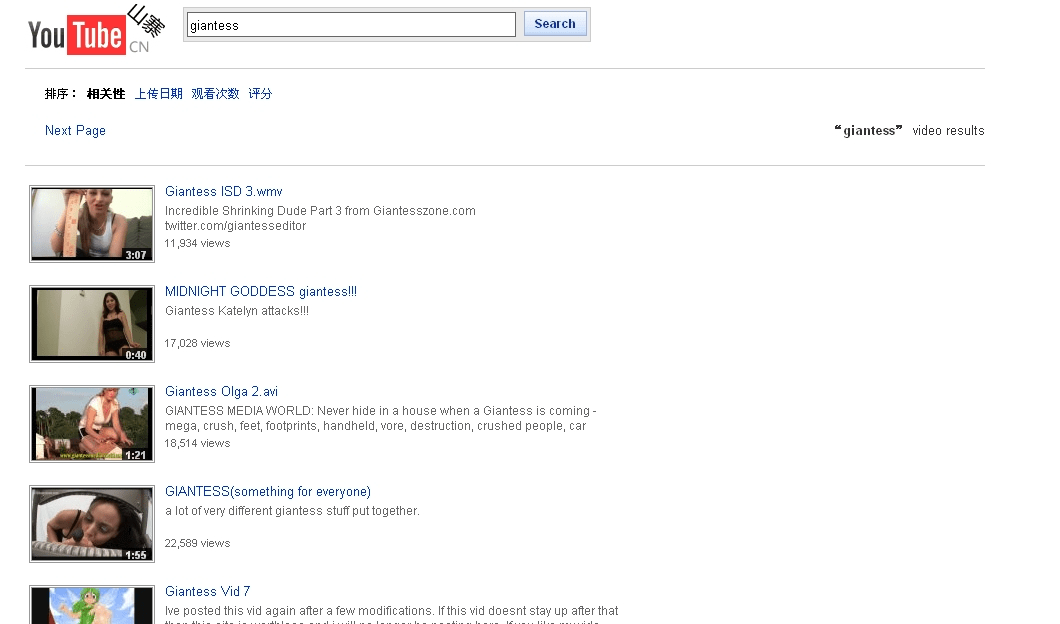 YouTube 山寨
CN
giantess
Search
排序： 相关性 上传日期 观看次数 评分
Next Page
“giantess” video results
Giantess ISD 3.wmv
Incredible Shrinking Dude Part 3 from Giantesszone.com
twitter.com/giantesseditor
11,934 views
3:07
MIDNIGHT GODDESS giantess!!!
Giantess Katelyn attacks!!!
17,028 views
0:40
Giantess Olga 2.avi
GIANTESS MEDIA WORLD: Never hide in a house when a Giantess is coming -
mega, crush, feet, footprints, handheld, vore, destruction, crushed people, car
18,514 views
1:21
GIANTESS(something for everyone)
a lot of very different giantess stuff put together.
22,589 views
1:55
Giantess Vid 7
Ive posted this vid again after a few modifications. If this vid doesnt stay up after that